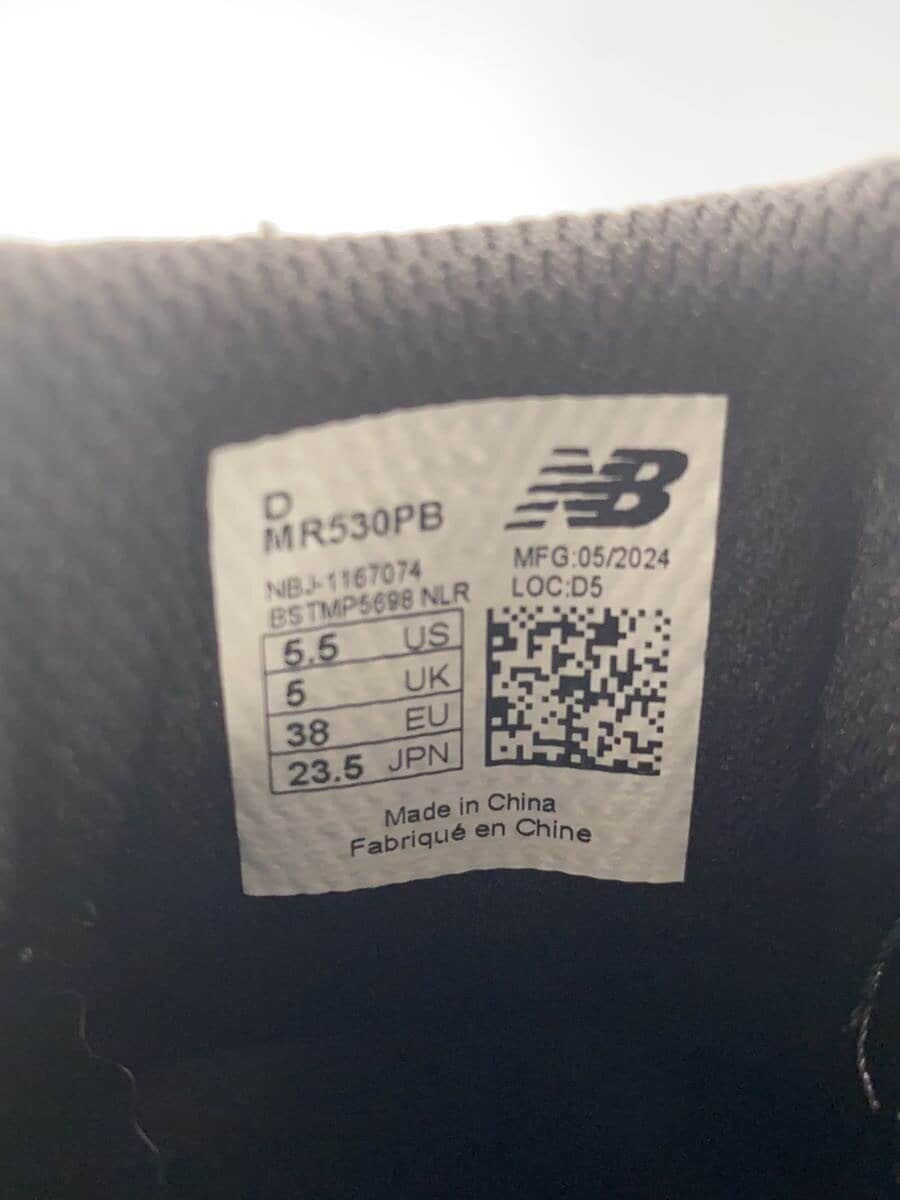 D
MR530PB
NB
MFG:05/2024
LOC:D5
NBJ-1167074
BSTMP5698 NLR
5.5 US
5 UK
38 EU
23.5 JPN
Made in China
Fabriqué en Chine